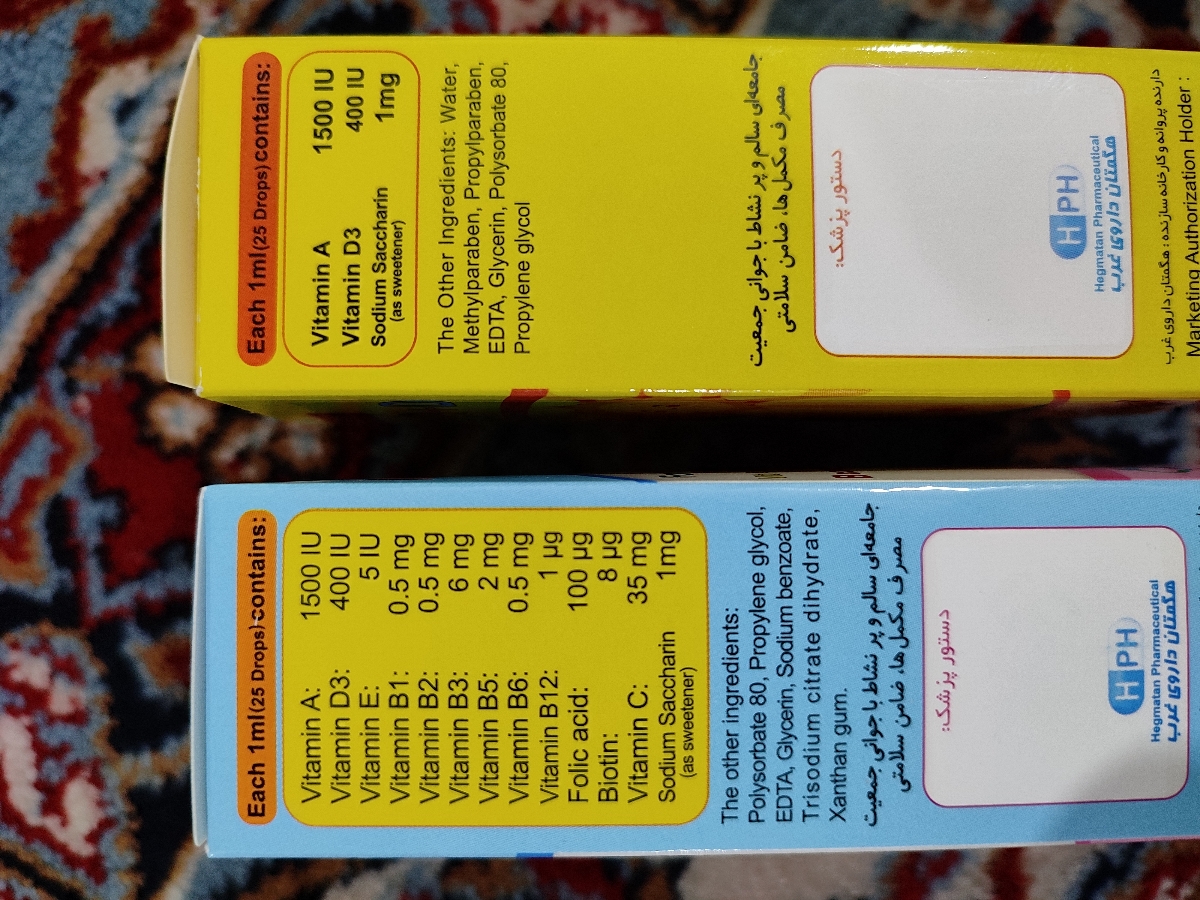 Each 1ml(25 Drops)contains:
Vitamin A 1500 IU
Vitamin D3 400 IU
Sodium Saccharin 1mg
(as sweetener)
The Other Ingredients: Water,
Methylparaben, Propylparaben,
EDTA, Glycerin, Polysorbate 80,
Propylene glycol
جامعه‌ای سالم و پر نشاط با جوانی جمعیت
مصرف مکمل ها، ضامن سلامتی
دستور پزشک:
HPH
Hegmatan Pharmaceutical
هگمتان داروی غرب
دارنده پروانه و کارخانه سازنده : هگمتان داروی غرب
Marketing Authorization Holder :
Each 1ml(25 Drops)contains:
Vitamin A: 1500 IU
Vitamin D3: 400 IU
Vitamin E: 5 IU
Vitamin B1: 0.5 mg
Vitamin B2: 0.5 mg
Vitamin B3: 6 mg
Vitamin B5: 2 mg
Vitamin B6: 0.5 mg
Vitamin B12: 1 µg
Folic acid: 100 µg
Biotin: 8 µg
Vitamin C: 35 mg
Sodium Saccharin 1mg
(as sweetener)
The other ingredients:
Polysorbate 80, Propylene glycol,
EDTA, Glycerin, Sodium benzoate,
Trisodium citrate dihydrate,
Xanthan gum.
جامعه‌ای سالم و پر نشاط با جوانی جمعیت
مصرف مکمل ها، ضامن سلامتی
دستور پزشک:
HPH
Hegmatan Pharmaceutical
هگمتان داروی غرب